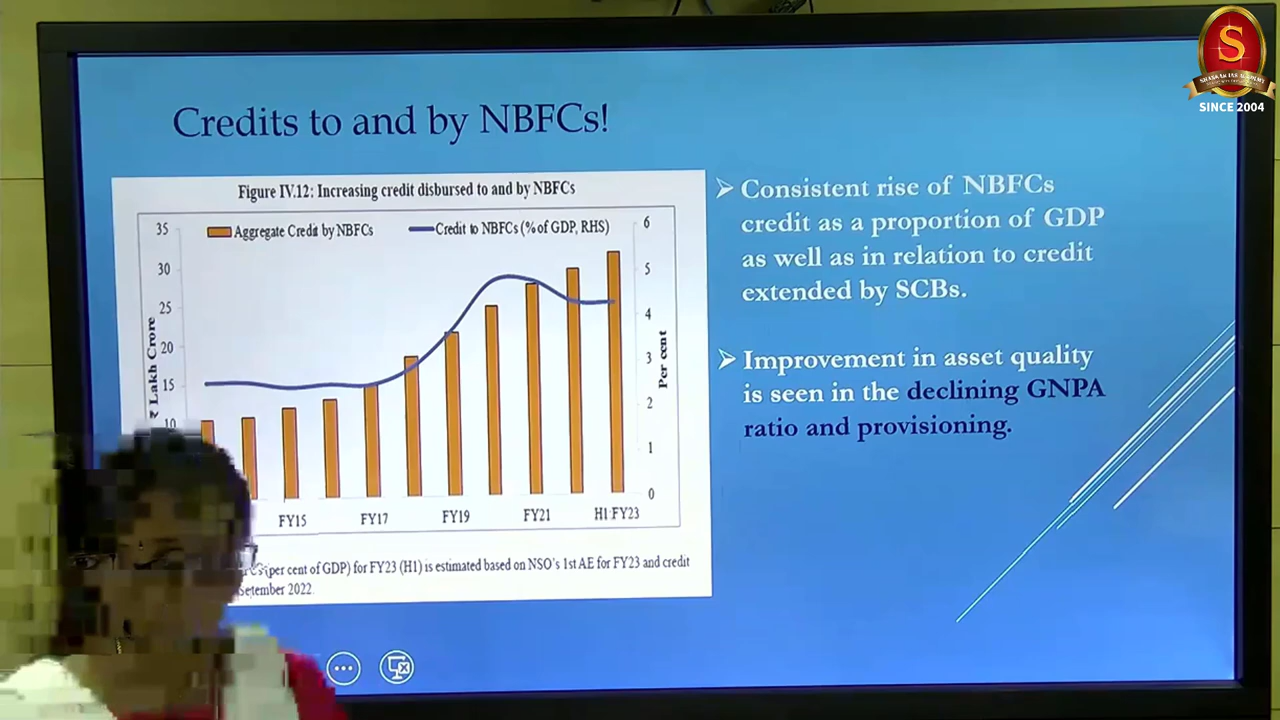 S
SHANKAR IAS ACADEMY
SINCE 2004
Credits to and by NBFCs!
Figure IV.12: Increasing credit disbursed to and by NBFCs
Aggregate Credit by NBFCs
Credit to NBFCs (% of GDP, RHS)
35
30
25
20
15
10
₹ Lakh Crore
6
5
4
3
2
1
0
Per cent
FY15
FY17
FY19
FY21
H1:FY23
(per cent of GDP) for FY23 (H1) is estimated based on NSO's 1st AE for FY23 and credit
Setember 2022.
➢ Consistent rise of NBFCs
credit as a proportion of GDP
as well as in relation to credit
extended by SCBs.
➢ Improvement in asset quality
is seen in the declining GNPA
ratio and provisioning.